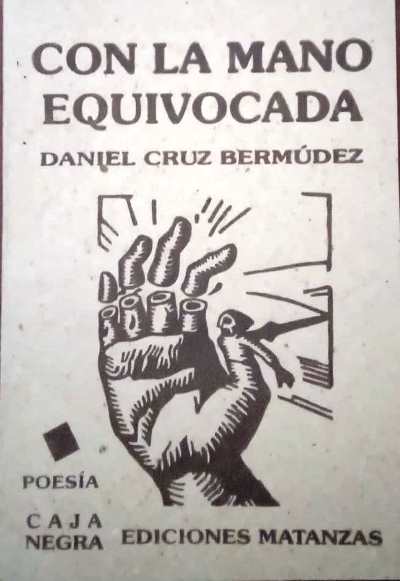 CON LA MANO
EQUIVOCADA
DANIEL CRUZ BERMÚDEZ
POESÍA
CAJA
NEGRA
EDICIONES MATANZAS